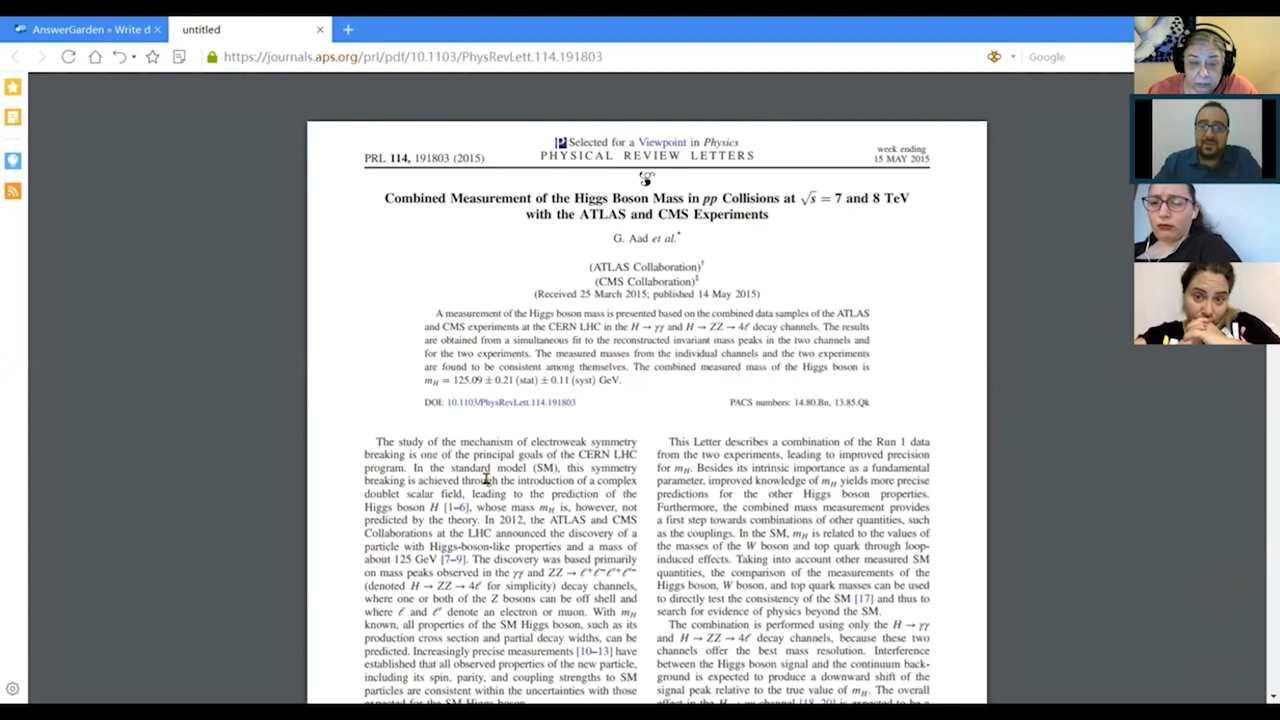 AnswerGarden » Write d
untitled
https://journals.aps.org/prl/pdf/10.1103/PhysRevLett.114.191803
Google
Selected for a Viewpoint in Physics
PRL 114, 191803 (2015)
PHYSICAL REVIEW LETTERS
week ending
15 MAY 2015
Combined Measurement of the Higgs Boson Mass in pp Collisions at √s = 7 and 8 TeV
with the ATLAS and CMS Experiments
G. Aad et al.*
(ATLAS Collaboration)†
(CMS Collaboration)‡
(Received 25 March 2015; published 14 May 2015)
A measurement of the Higgs boson mass is presented based on the combined data samples of the ATLAS
and CMS experiments at the CERN LHC in the H → γγ and H → ZZ → 4ℓ decay channels. The results
are obtained from a simultaneous fit to the reconstructed invariant mass peaks in the two channels and
for the two experiments. The measured masses from the individual channels and the two experiments
are found to be consistent among themselves. The combined measured mass of the Higgs boson is
mH = 125.09 ± 0.21 (stat) ± 0.11 (syst) GeV.
DOI: 10.1103/PhysRevLett.114.191803
PACS numbers: 14.80.Bn, 13.85.Qk
The study of the mechanism of electroweak symmetry
breaking is one of the principal goals of the CERN LHC
program. In the standard model (SM), this symmetry
breaking is achieved through the introduction of a complex
doublet scalar field, leading to the prediction of the
Higgs boson H [1–6], whose mass mH is, however, not
predicted by the theory. In 2012, the ATLAS and CMS
Collaborations at the LHC announced the discovery of a
particle with Higgs-boson-like properties and a mass of
about 125 GeV [7–9]. The discovery was based primarily
on mass peaks observed in the γγ and ZZ → ℓ+ℓ−ℓ′+ℓ′−
(denoted H → ZZ → 4ℓ for simplicity) decay channels,
where one or both of the Z bosons can be off shell and
where ℓ and ℓ′ denote an electron or muon. With mH
known, all properties of the SM Higgs boson, such as its
production cross section and partial decay widths, can be
predicted. Increasingly precise measurements [10–13] have
established that all observed properties of the new particle,
including its spin, parity, and coupling strengths to SM
particles are consistent within the uncertainties with those
expected for the SM Higgs boson.
This Letter describes a combination of the Run 1 data
from the two experiments, leading to improved precision
for mH. Besides its intrinsic importance as a fundamental
parameter, improved knowledge of mH yields more precise
predictions for the other Higgs boson properties.
Furthermore, the combined mass measurement provides
a first step towards combinations of other quantities, such
as the couplings. In the SM, mH is related to the values of
the masses of the W boson and top quark through loop-
induced effects. Taking into account other measured SM
quantities, the comparison of the measurements of the
Higgs boson, W boson, and top quark masses can be used
to directly test the consistency of the SM [17] and thus to
search for evidence of physics beyond the SM.
The combination is performed using only the H → γγ
and H → ZZ → 4ℓ decay channels, because these two
channels offer the best mass resolution. Interference
between the Higgs boson signal and the continuum back-
ground is expected to produce a downward shift of the
signal peak relative to the true value of mH. The overall
effect in the H → γγ channel [18–20] is expected to be a